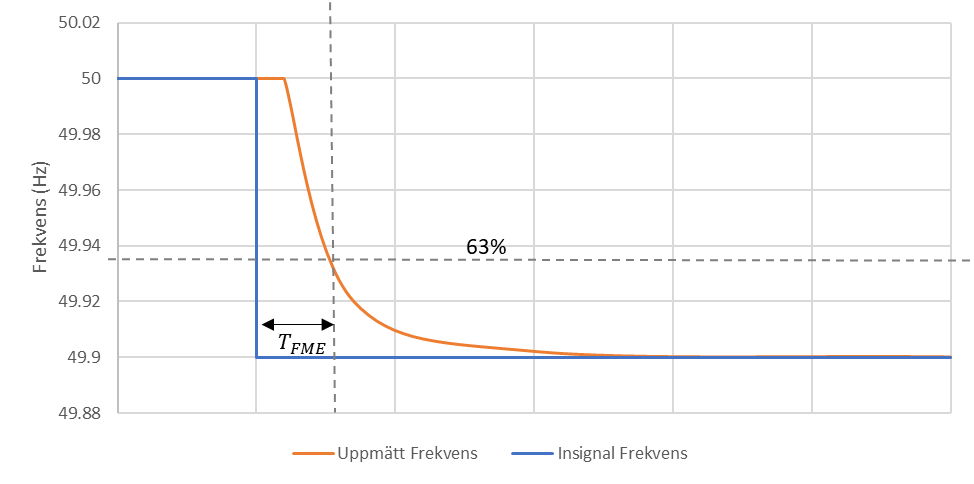 50.02
50
49.98
49.96
49.94
49.92
49.9
49.88
Frekvens (Hz)
63%
T_FME
Uppmätt Frekvens
Insignal Frekvens